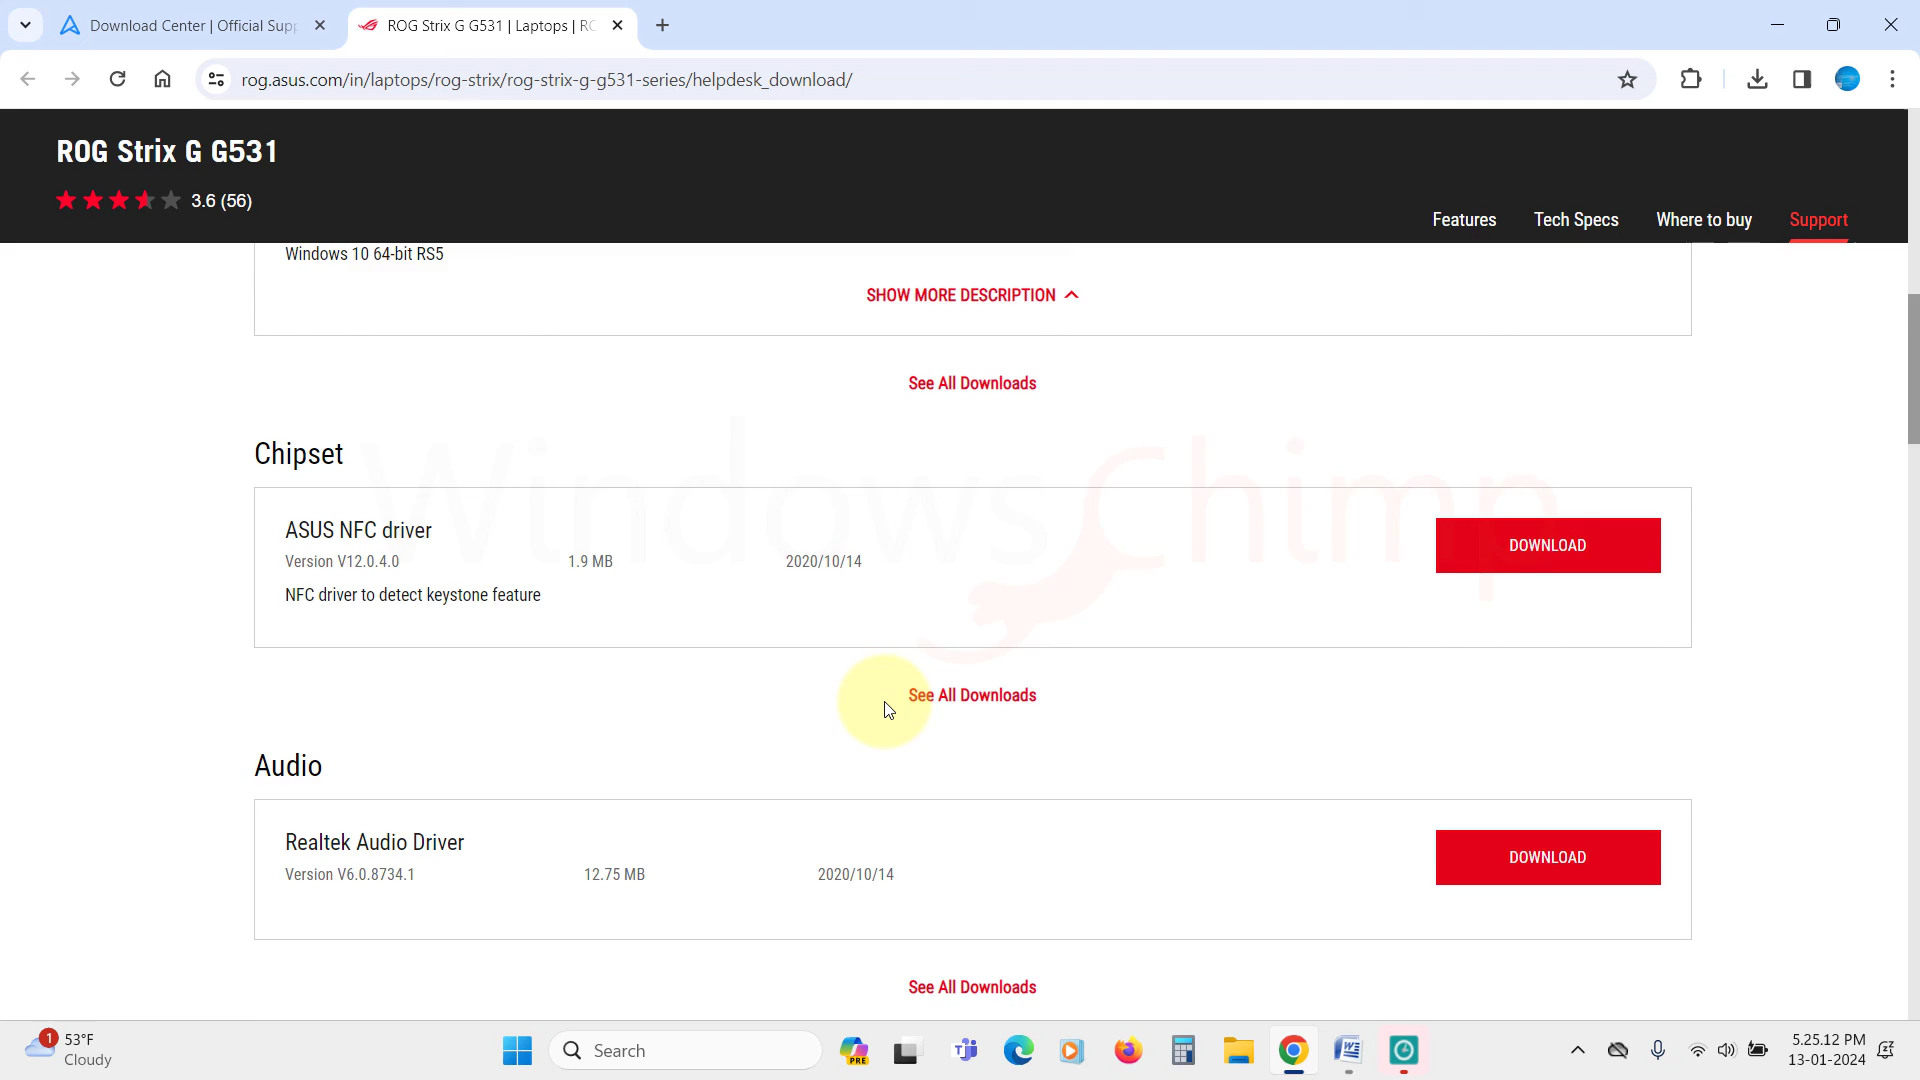 Download Center | Official Supp
ROG Strix G G531 | Laptops | RO
rog.asus.com/in/laptops/rog-strix/rog-strix-g-g531-series/helpdesk_download/
ROG Strix G G531
3.6 (56)
Features Tech Specs Where to buy Support
Windows 10 64-bit RS5
SHOW MORE DESCRIPTION
See All Downloads
Chipset
WindowsChimp
ASUS NFC driver
DOWNLOAD
Version V12.0.4.0 1.9 MB 2020/10/14
NFC driver to detect keystone feature
See All Downloads
Audio
Realtek Audio Driver
DOWNLOAD
Version V6.0.8734.1 12.75 MB 2020/10/14
See All Downloads
1
53°F
Cloudy
Search
PRE
5.25.12 PM
13-01-2024